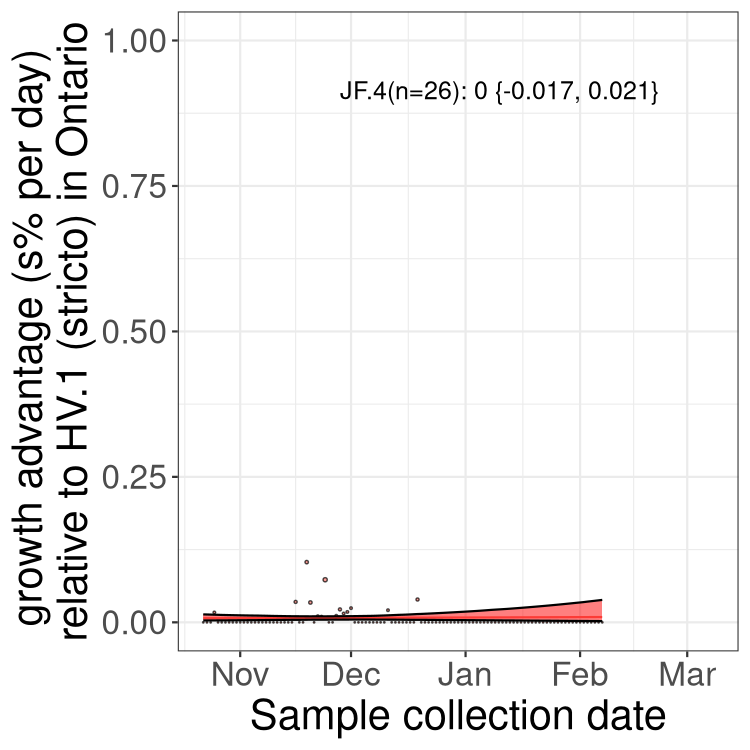 growth advantage (s% per day)
relative to HV.1 (stricto) in Ontario
1.00
0.75
0.50
0.25
0.00
JF.4(n=26): 0 {-0.017, 0.021}
Nov Dec Jan Feb Mar
Sample collection date